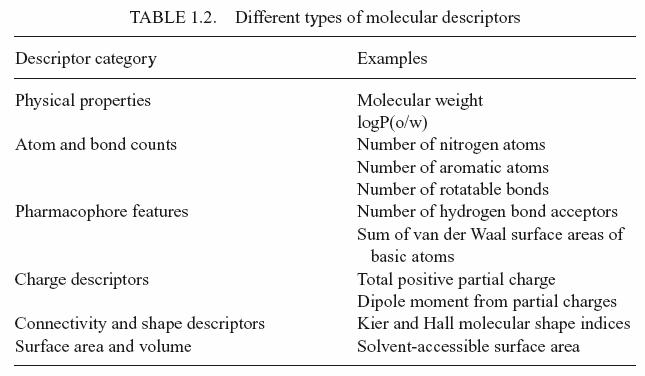 TABLE 1.2. Different types of molecular descriptors
Descriptor category Examples
Physical properties Molecular weight
logP(o/w)
Atom and bond counts Number of nitrogen atoms
Number of aromatic atoms
Number of rotatable bonds
Pharmacophore features Number of hydrogen bond acceptors
Sum of van der Waal surface areas of
basic atoms
Charge descriptors Total positive partial charge
Dipole moment from partial charges
Connectivity and shape descriptors Kier and Hall molecular shape indices
Surface area and volume Solvent-accessible surface area